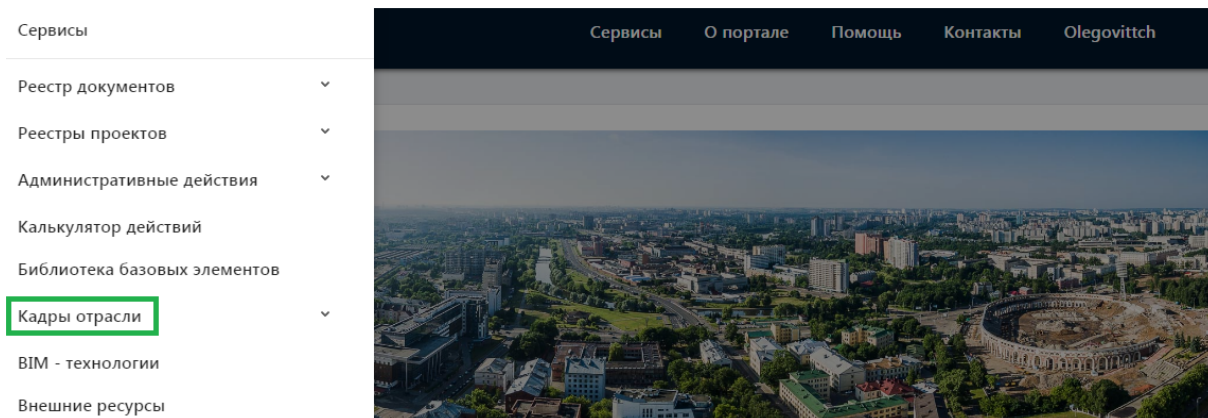 Сервисы
Сервисы О портале Помощь Контакты Olegovittch
Реестр документов
Реестры проектов
Административные действия
Калькулятор действий
Библиотека базовых элементов
Кадры отрасли
BIM - технологии
Внешние ресурсы